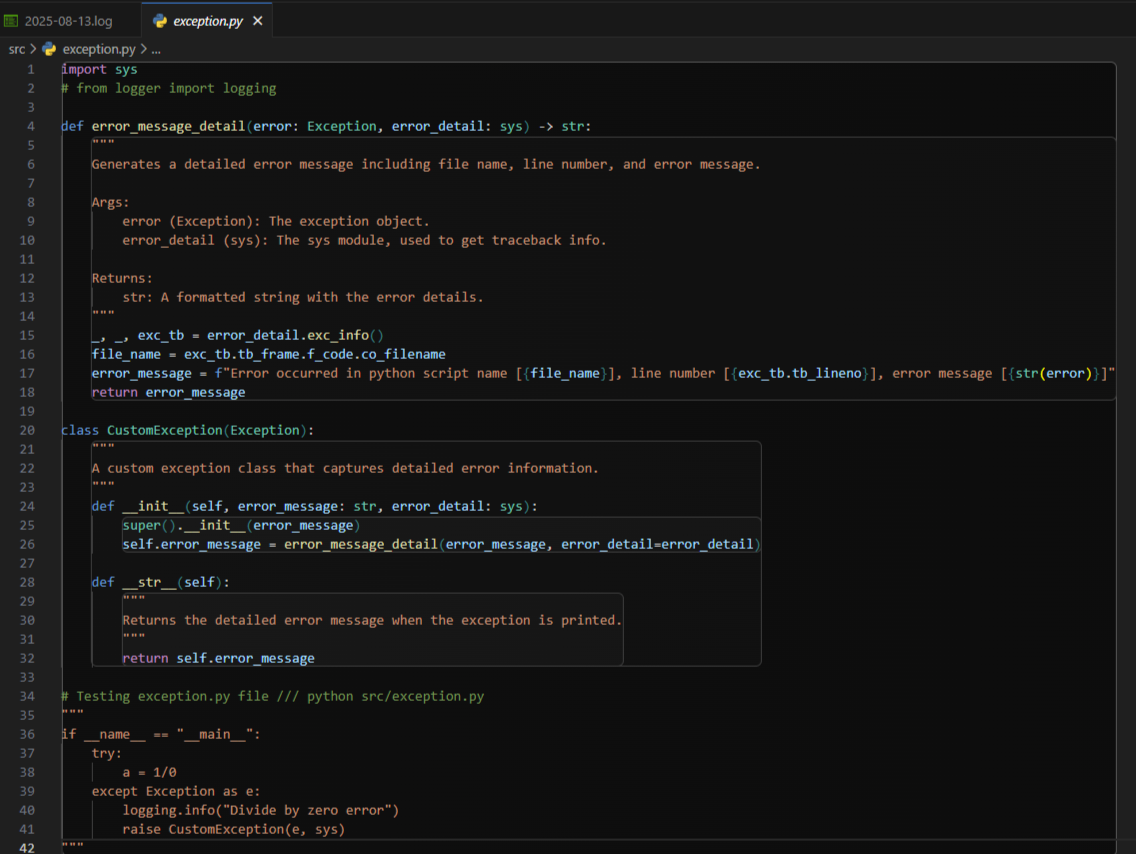 2025-08-13.log exception.py ×
src > exception.py > ...
1 import sys
2 # from logger import logging
3
4 def error_message_detail(error: Exception, error_detail: sys) -> str:
5     """
6     Generates a detailed error message including file name, line number, and error message.
7
8     Args:
9         error (Exception): The exception object.
10         error_detail (sys): The sys module, used to get traceback info.
11
12     Returns:
13         str: A formatted string with the error details.
14     """
15     _, _, exc_tb = error_detail.exc_info()
16     file_name = exc_tb.tb_frame.f_code.co_filename
17     error_message = f"Error occurred in python script name [{file_name}], line number [{exc_tb.tb_lineno}], error message [{str(error)}]"
18     return error_message
19
20 class CustomException(Exception):
21     """
22     A custom exception class that captures detailed error information.
23     """
24     def __init__(self, error_message: str, error_detail: sys):
25         super().__init__(error_message)
26         self.error_message = error_message_detail(error_message, error_detail=error_detail)
27
28     def __str__(self):
29         """
30         Returns the detailed error message when the exception is printed.
31         """
32         return self.error_message
33
34 # Testing exception.py file /// python src/exception.py
35 """
36 if __name__ == "__main__":
37     try:
38         a = 1/0
39     except Exception as e:
40         logging.info("Divide by zero error")
41         raise CustomException(e, sys)
42 """